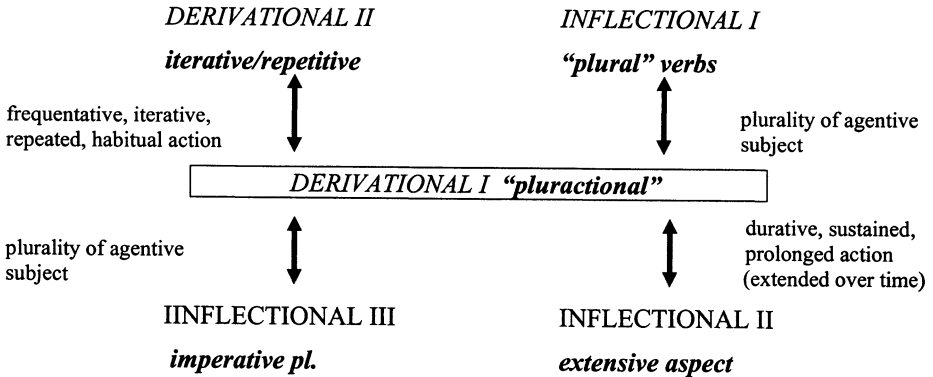 DERIVATIONAL II
INFLECTIONAL I
iterative/repetitive
“plural” verbs
frequentative, iterative,
repeated, habitual action
plurality of agentive
subject
DERIVATIONAL I “pluractional”
plurality of agentive
subject
durative, sustained,
prolonged action
(extended over time)
IINFLECTIONAL III
INFLECTIONAL II
imperative pl.
extensive aspect